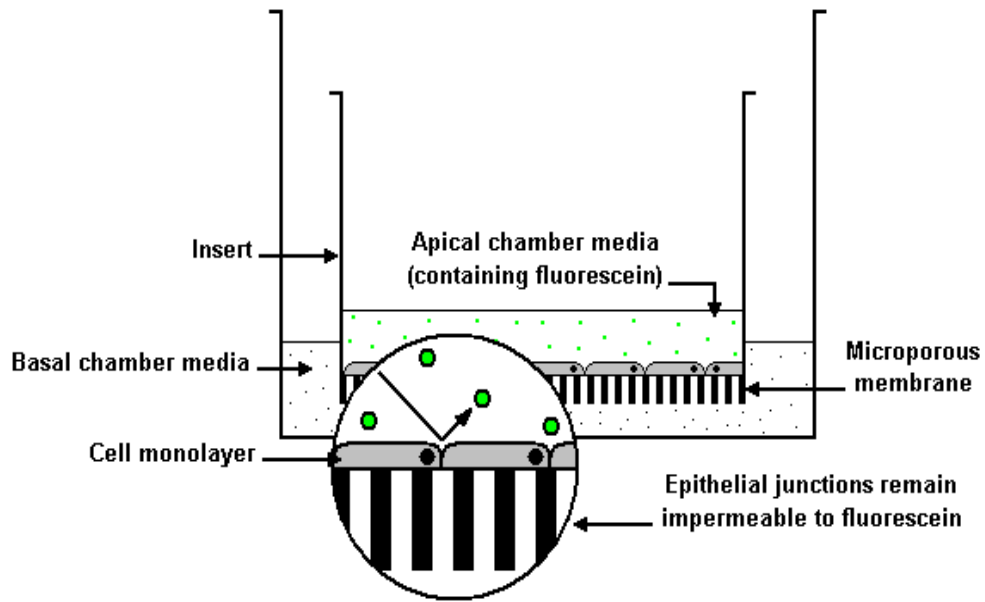 Insert
Apical chamber media
(containing fluorescein)
Basal chamber media
Microporous
membrane
Cell monolayer
Epithelial junctions remain
impermeable to fluorescein